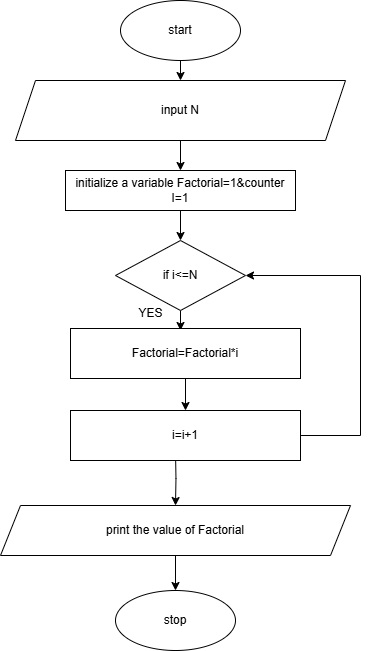 start
input N
initialize a variable Factorial=1&counter
I=1
if i<=N
YES
Factorial=Factorial*i
i=i+1
print the value of Factorial
stop